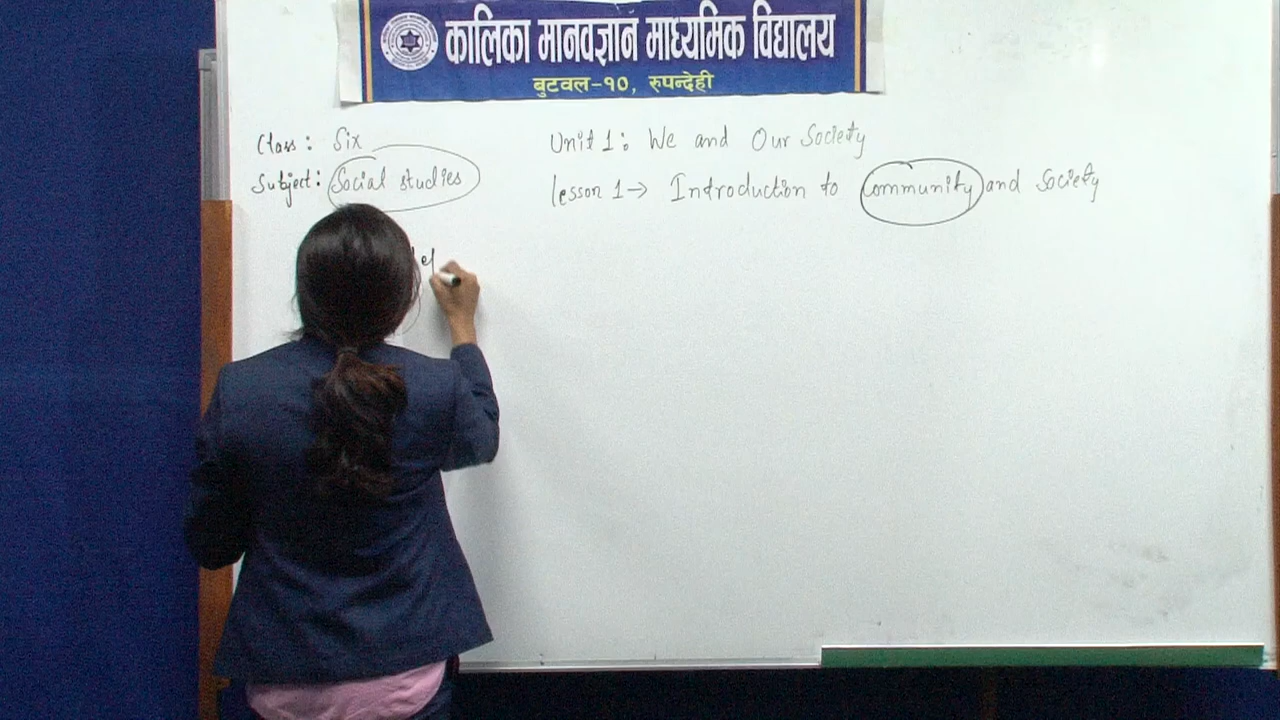 कालिका मानवज्ञान माध्यमिक विद्यालय
बुटवल-१०, रुपन्देही
Class: Six
Subject: Social studies
Unit 1: We and Our Society
lesson 1→ Introduction to community and Society